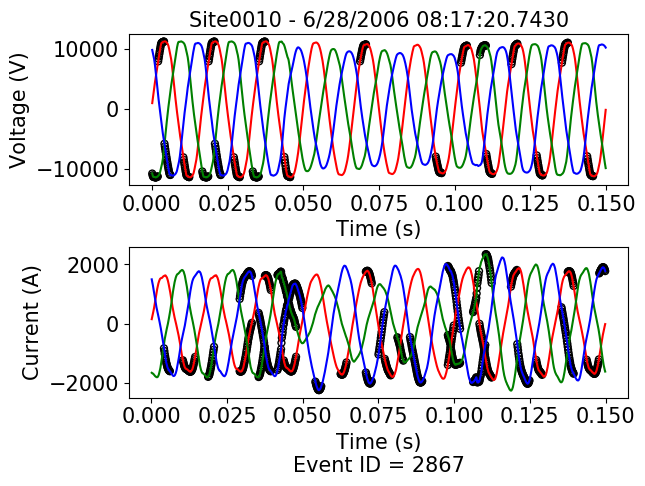 Site0010 - 6/28/2006 08:17:20.7430
Voltage (V)
10000
0
−10000
0.000 0.025 0.050 0.075 0.100 0.125 0.150
Time (s)
Current (A)
2000
0
−2000
0.000 0.025 0.050 0.075 0.100 0.125 0.150
Time (s)
Event ID = 2867